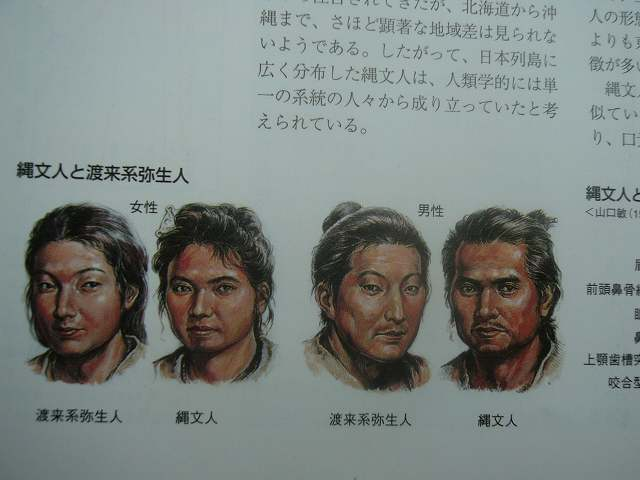 住占されてきたが、北海道から沖
縄まで、さほど顕著な地域差は見られな
いようである。したがって、日本列島に
広く分布した縄文人は、人類学的には単
一の系統の人々から成り立っていたと考
えられている。
人の形態
よりも
徴が多い
縄文人
似てい
り、口
縄文人と渡来系弥生人
女性
男性
渡来系弥生人
縄文人
渡来系弥生人
縄文人
縄文人と
<山口敏(19
前頭鼻骨
上顎歯槽突
咬合型